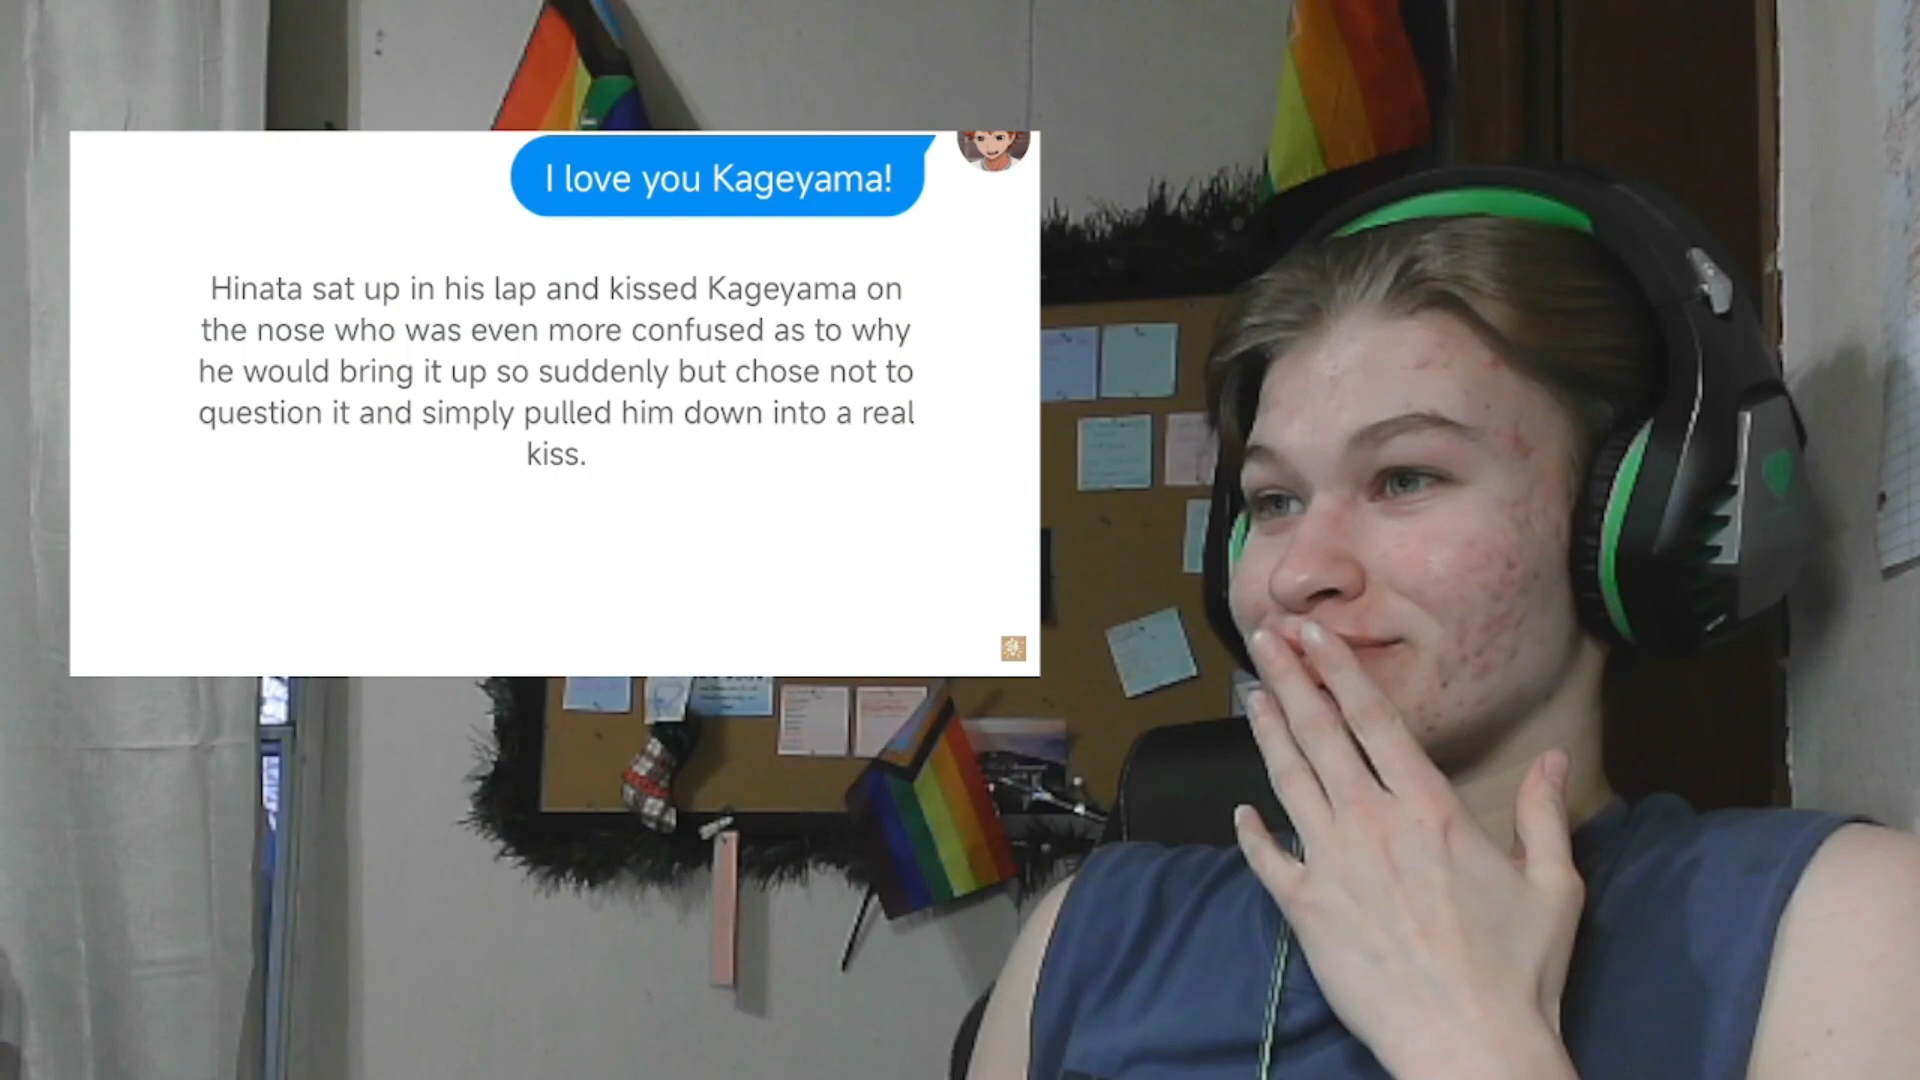 I love you Kageyama!
Hinata sat up in his lap and kissed Kageyama on
the nose who was even more confused as to why
he would bring it up so suddenly but chose not to
question it and simply pulled him down into a real
kiss.